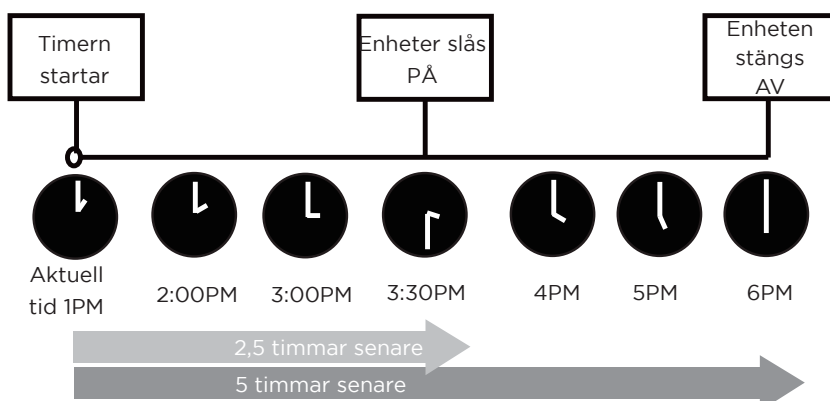 Timern
startar
Enheter slås
PÅ
Enheten
stängs
AV
Aktuell
tid 1PM
2:00PM
3:00PM
3:30PM
4PM
5PM
6PM
2,5 timmar senare
5 timmar senare